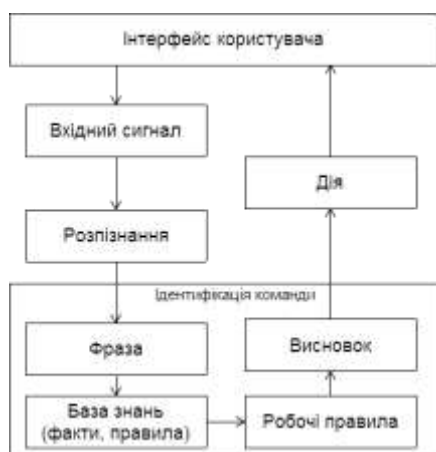 Інтерфейс користувача
Вхідний сигнал
Дія
Розпізнання
Ідентифікація команди
Фраза
Висновок
База знань
(факти, правила)
Робочі правила